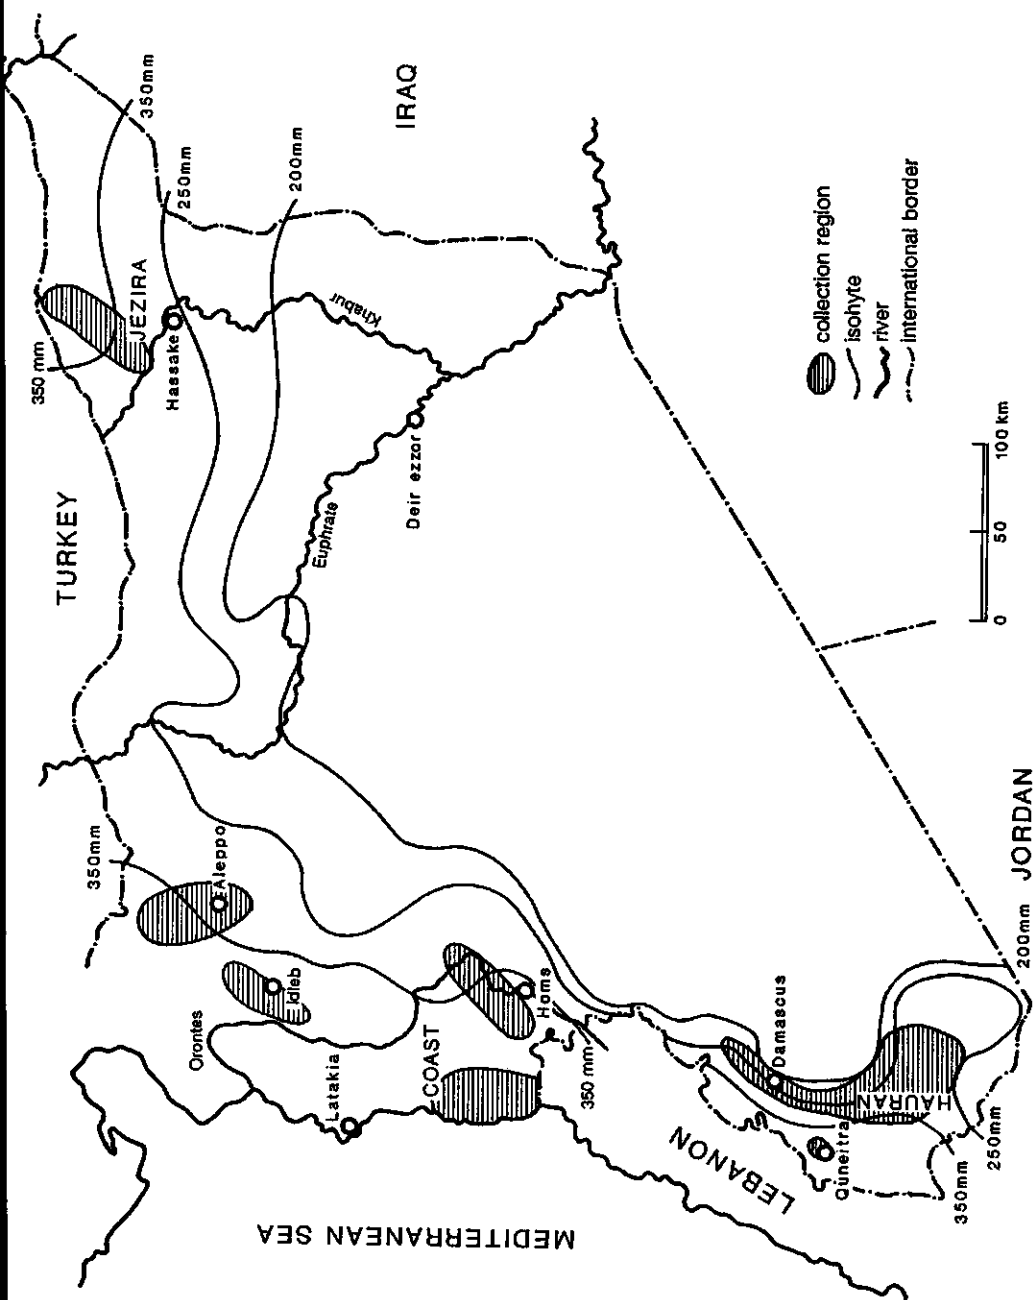 TURKEY
IRAQ
JORDAN
LEBANON
MEDITERRANEAN SEA
350mm
250mm
200mm
350 mm
JEZIRA
Hassake
Khabur
Euphrate
Deir ezzor
350mm
Aleppo
Idleb
Orontes
Latakia
COAST
Homs
350 mm
Damascus
HAURAN
Quneitra
350mm
250mm
200mm
collection region
isohyte
river
international border
0
50
100 km